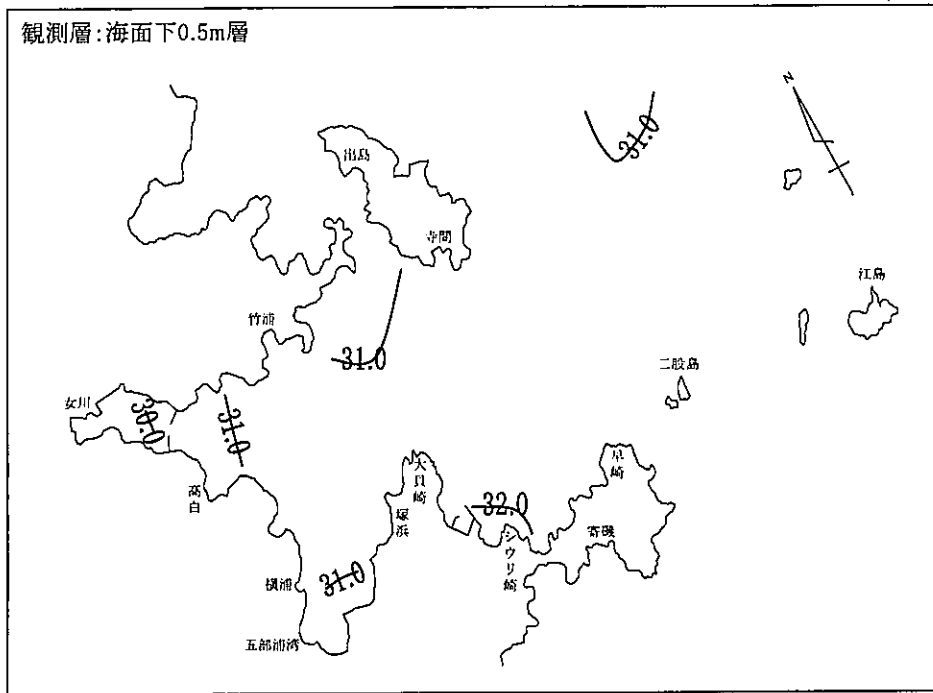 観測層:海面下0.5m層
N
31.0
出島
寺間
江島
竹浦
31.0
二股島
女川
30.0
31.0
高白
大貝崎
早崎
塚浜
32.0
シウリ崎
寄磯
31.0
横浦
五部浦湾